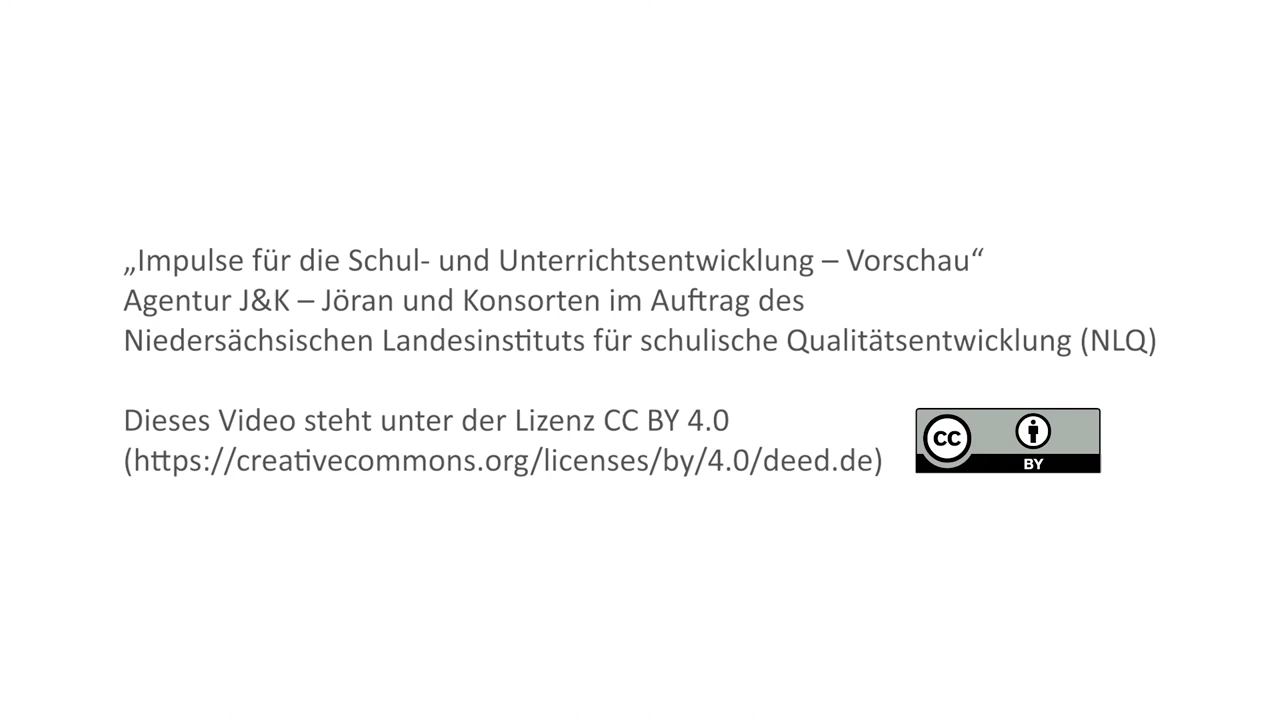 „Impulse für die Schul- und Unterrichtsentwicklung – Vorschau“
Agentur J&K – Jöran und Konsorten im Auftrag des
Niedersächsischen Landesinstituts für schulische Qualitätsentwicklung (NLQ)
Dieses Video steht unter der Lizenz CC BY 4.0
(https://creativecommons.org/licenses/by/4.0/deed.de)
CC
BY